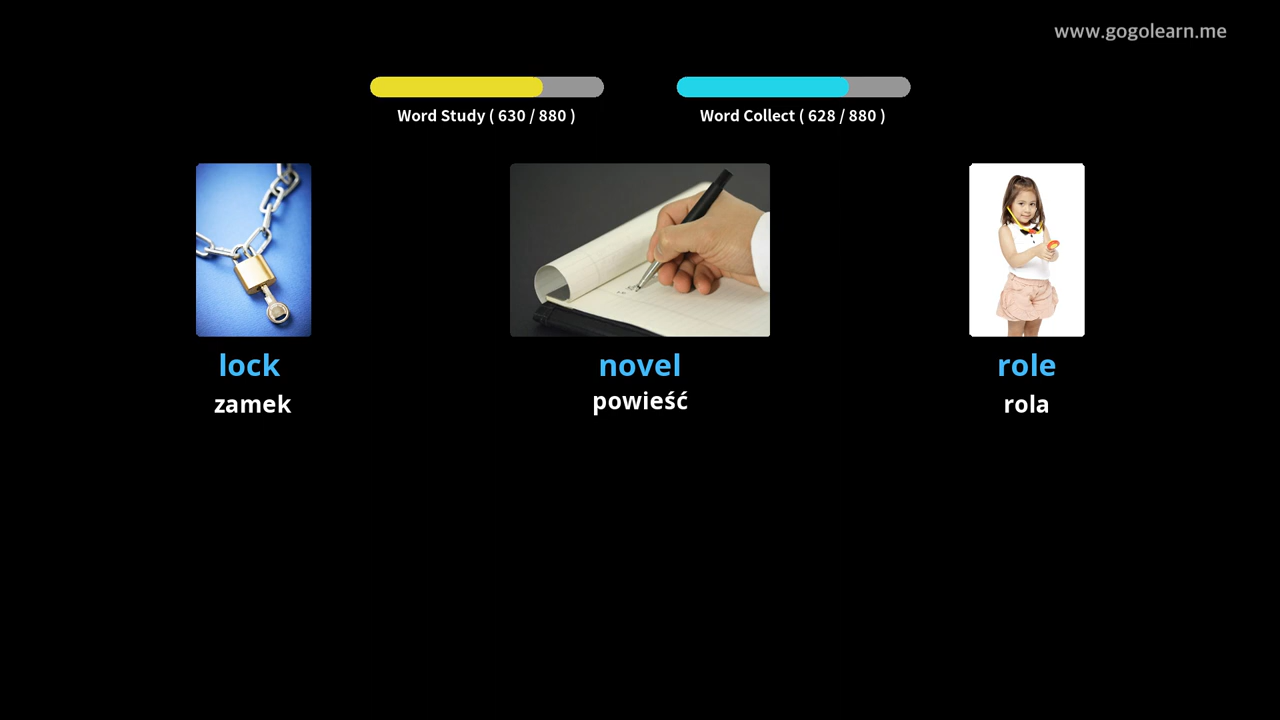 www.gogolearn.me
Word Study ( 630 / 880 )
Word Collect ( 628 / 880 )
lock
novel
role
zamek
powieść
rola